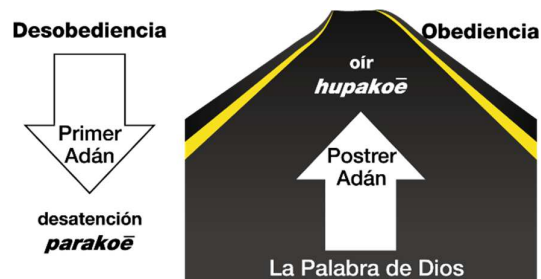 Desobediencia
Primer
Adán
desatención
parakoē
Obediencia
oír
hupakoē
Postrer
Adán
La Palabra de Dios